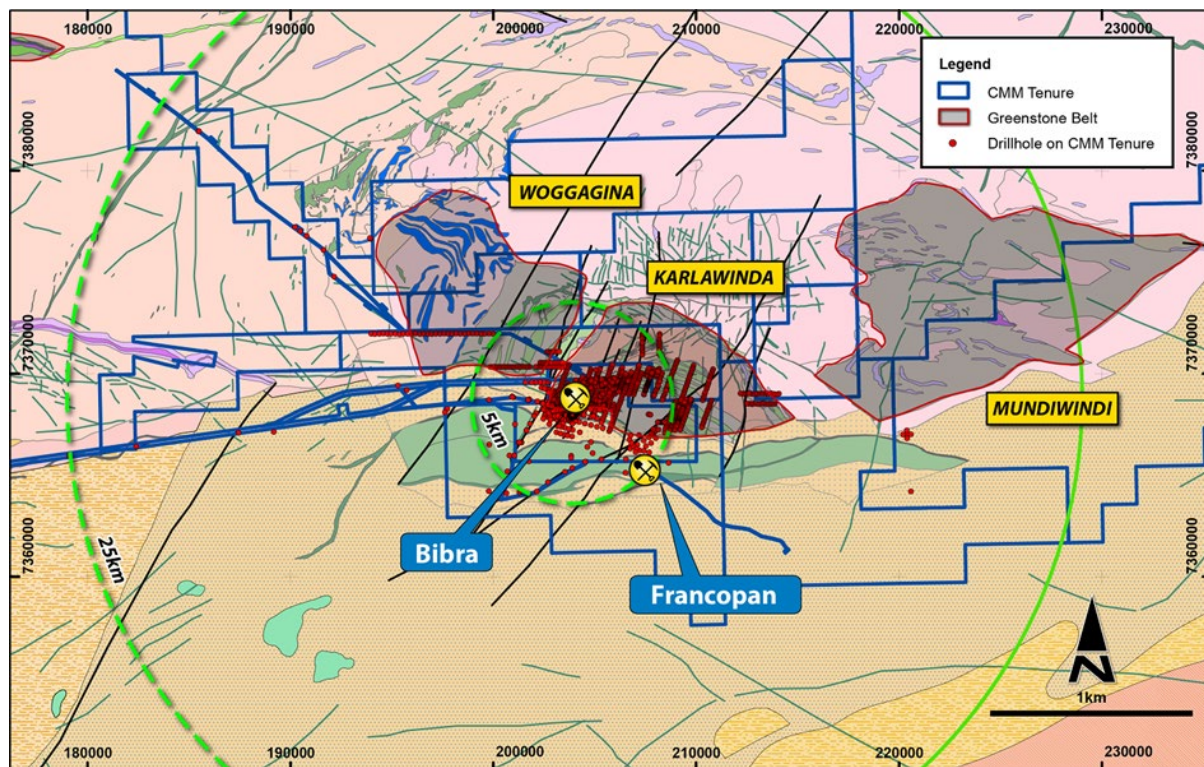 180000
190000
200000
210000
220000
230000
Legend
CMM Tenure
Greenstone Belt
Drillhole on CMM Tenure
7380000
7380000
WOGGAGINA
KARLAWINDA
7370000
7370000
MUNDIWINDI
5km
Bibra
Francopan
25km
7360000
7360000
N
1km
180000
190000
200000
210000
220000
230000